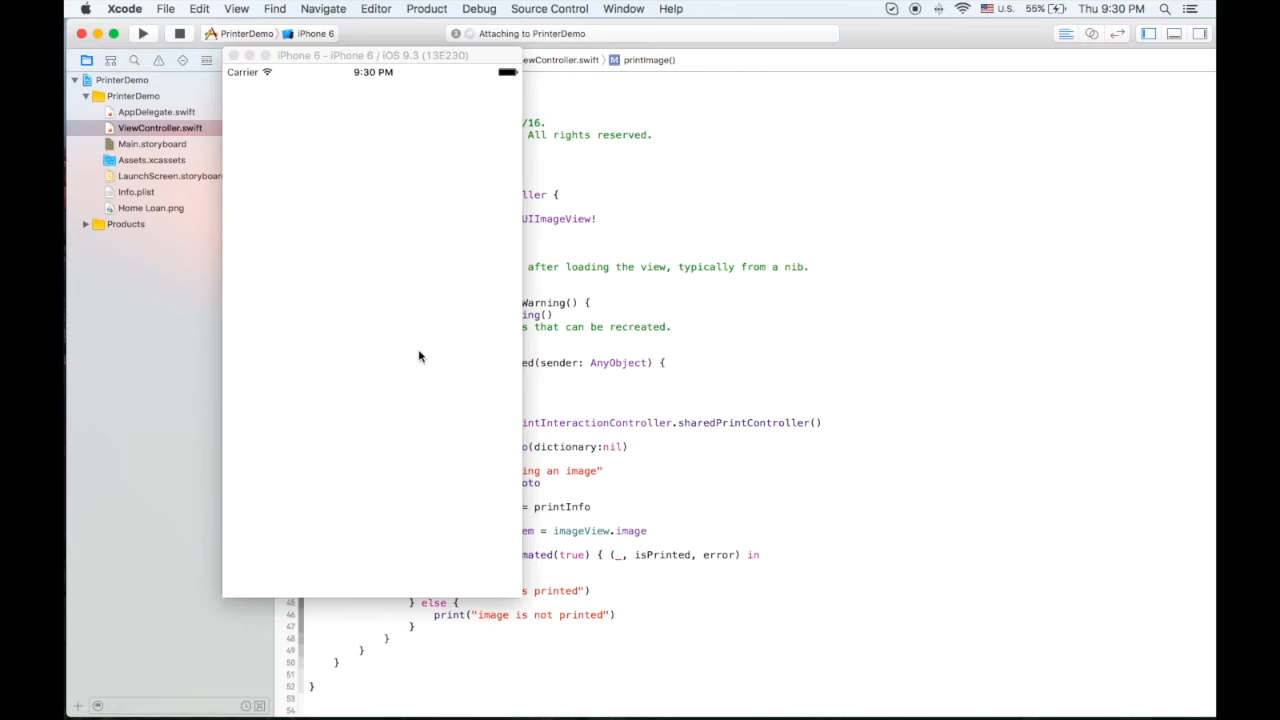 Xcode File Edit View Find Navigate Editor Product Debug Source Control Window Help U.S. 55% Thu 9:30 PM
PrinterDemo iPhone 6 Attaching to PrinterDemo
iPhone 6 - iPhone 6 / iOS 9.3 (13E230)
ewController.swift M printImage()
Carrier 9:30 PM
PrinterDemo
PrinterDemo
AppDelegate.swift
ViewController.swift
Main.storyboard
Assets.xcassets
LaunchScreen.storyboar
Info.plist
Home Loan.png
Products
/16.
All rights reserved.
ller {
UIImageView!
after loading the view, typically from a nib.
Warning() {
ing()
s that can be recreated.
ed(sender: AnyObject) {
intInteractionController.sharedPrintController()
o(dictionary:nil)
ing an image"
oto
= printInfo
em = imageView.image
mated(true) { (_, isPrinted, error) in
s printed")
45 } else {
46 print("image is not printed")
47 }
48 }
49 }
50 }
51
52 }
53
54